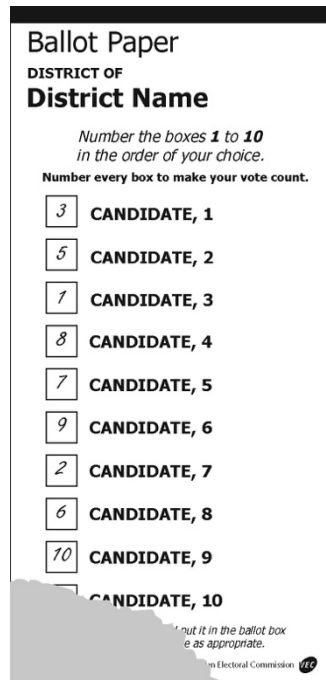 Ballot Paper
DISTRICT OF
District Name
Number the boxes 1 to 10
in the order of your choice.
Number every box to make your vote count.
3 CANDIDATE, 1
5 CANDIDATE, 2
1 CANDIDATE, 3
8 CANDIDATE, 4
7 CANDIDATE, 5
9 CANDIDATE, 6
2 CANDIDATE, 7
6 CANDIDATE, 8
10 CANDIDATE, 9
CANDIDATE, 10
put it in the ballot box
as appropriate.
Electoral Commission VEC